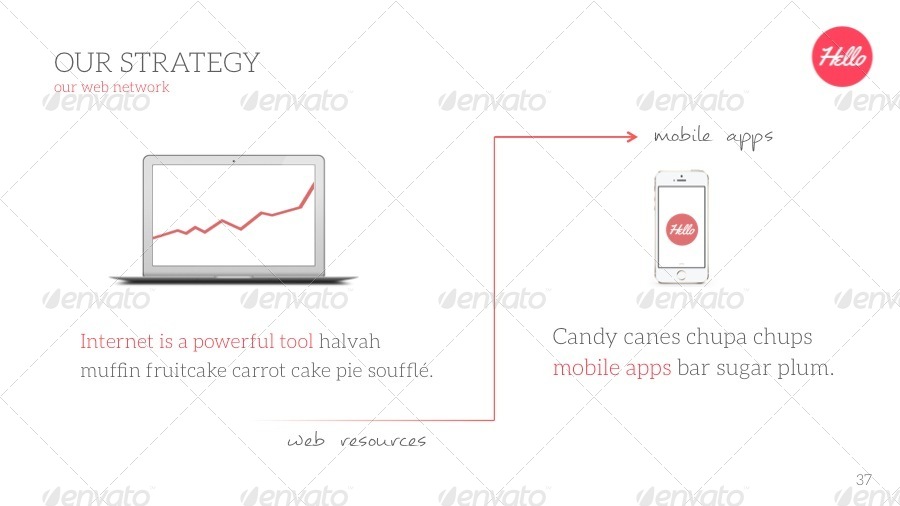 OUR STRATEGY
our web network
Hello
mobile apps
Hello
Internet is a powerful tool halvah
muffin fruitcake carrot cake pie soufflé.
Candy canes chupa chups
mobile apps bar sugar plum.
web resources
37
envato envato envato envato envato
envato envato envato envato envato
envato envato envato envato envato